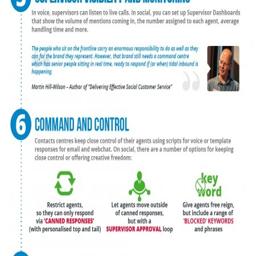 5
SUPERVISOR VISIBILITY AND MONITORING
In voice, supervisors can listen to live calls. In social, you can set up Supervisor Dashboards
that show the volume of mentions coming in, the number assigned to each agent, average
handling time and more.
The people who sit on the frontline carry an enormous responsibility to do as well as they
can for the brand they represent. However, that brand still needs a command centre
which has senior people sitting in real time, ready to respond if (or when) tidal inbound is
happening.
Martin Hill-Wilson - Author of "Delivering Effective Social Customer Service"
6
COMMAND AND CONTROL
Contacts centres keep close control of their agents using scripts for voice or template
responses for email and webchat. On social, there are a number of options for keeping
close control or offering creative freedom:
key
word
Restrict agents,
so they can only respond
via 'CANNED RESPONSES'
(with personalised top and tail)
Let agents move outside
of canned responses,
but with a
SUPERVISOR APPROVAL loop
Give agents free reign,
but include a range of
'BLOCKED' KEYWORDS
and phrases